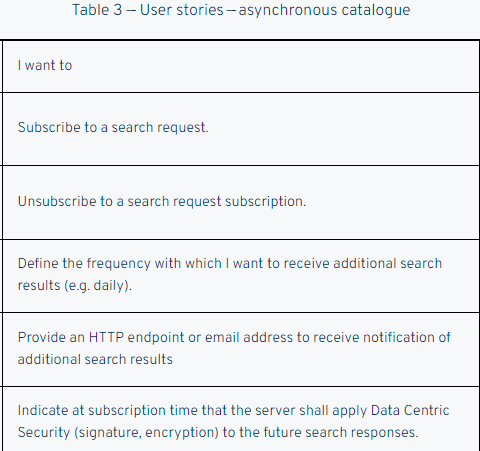 Table 3 — User stories — asynchronous catalogue
I want to
Subscribe to a search request.
Unsubscribe to a search request subscription.
Define the frequency with which I want to receive additional search
results (e.g. daily).
Provide an HTTP endpoint or email address to receive notification of
additional search results
Indicate at subscription time that the server shall apply Data Centric
Security (signature, encryption) to the future search responses.